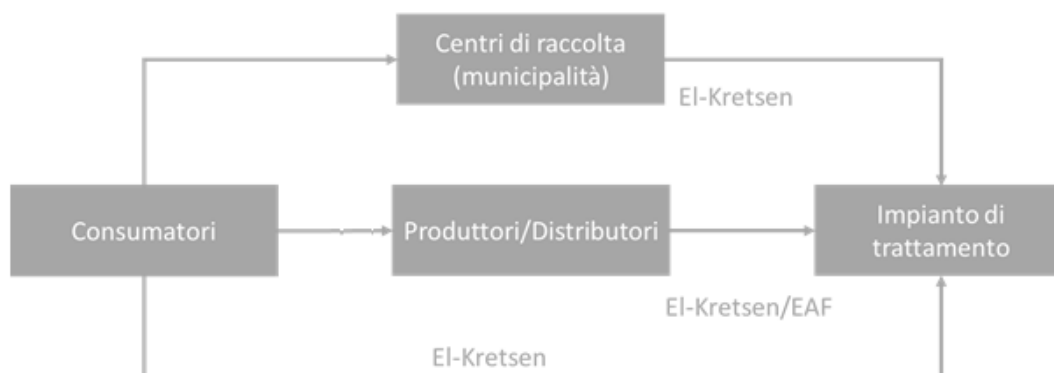 Centri di raccolta
(municipalità)
El-Kretsen
Consumatori
Produttori/Distributori
Impianto di
trattamento
El-Kretsen/EAF
El-Kretsen